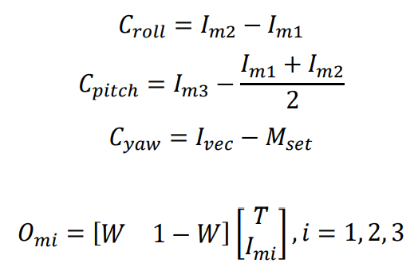 C_roll = I_m2 − I_m1
C_pitch = I_m3 − (I_m1 + I_m2)/2
C_yaw = I_vec − M_set
O_mi = [W 1 − W] [T I_mi], i = 1, 2, 3